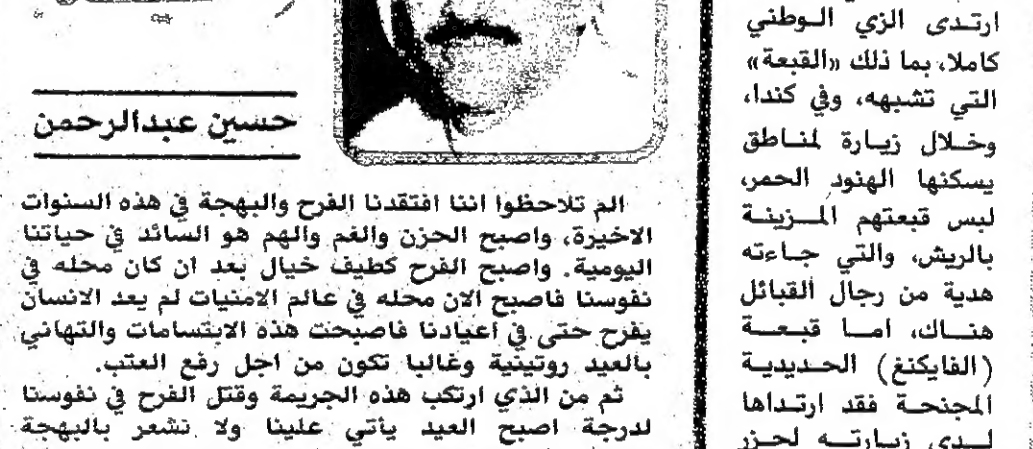 ارتدى الزي الوطني
كاملا، بما ذلك «القبعة»
التي تشبهه، وفي كندا،
وخلال زيارة لمناطق
يسكنها الهنود الحمر،
لبس قبعتهم المزينة
بالريش، والتي جاءته
هدية من رجال القبائل
هناك، اما قبعة
(الفايكنغ) الحديدية
المجنحة فقد ارتداها
لدى زيارته لجزر
حسين عبدالرحمن
الم تلاحظوا اننا افتقدنا الفرح والبهجة في هذه السنوات
الاخيرة، واصبح الحزن والغم والهم هو السائد في حياتنا
اليومية. واصبح الفرح كطيف خيال بعد ان كان محله في
نفوسنا فاصبح الان محله في عالم الامنيات لم يعد الانسان
يفرح حتى في اعيادنا فاصبحت هذه الابتسامات والتهاني
بالعيد روتينية وغالبا تكون من اجل رفع العتب.
ثم من الذي ارتكب هذه الجريمة وقتل الفرح في نفوسنا
لدرجة اصبح العيد يأتي علينا ولا نشعر بالبهجة